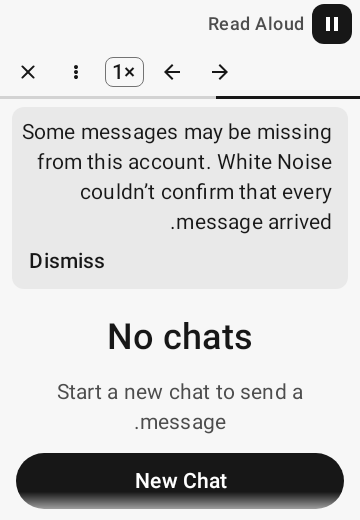 Read Aloud
1×
Some messages may be missing
from this account. White Noise
couldn’t confirm that every
.message arrived
Dismiss
No chats
Start a new chat to send a
.message
New Chat